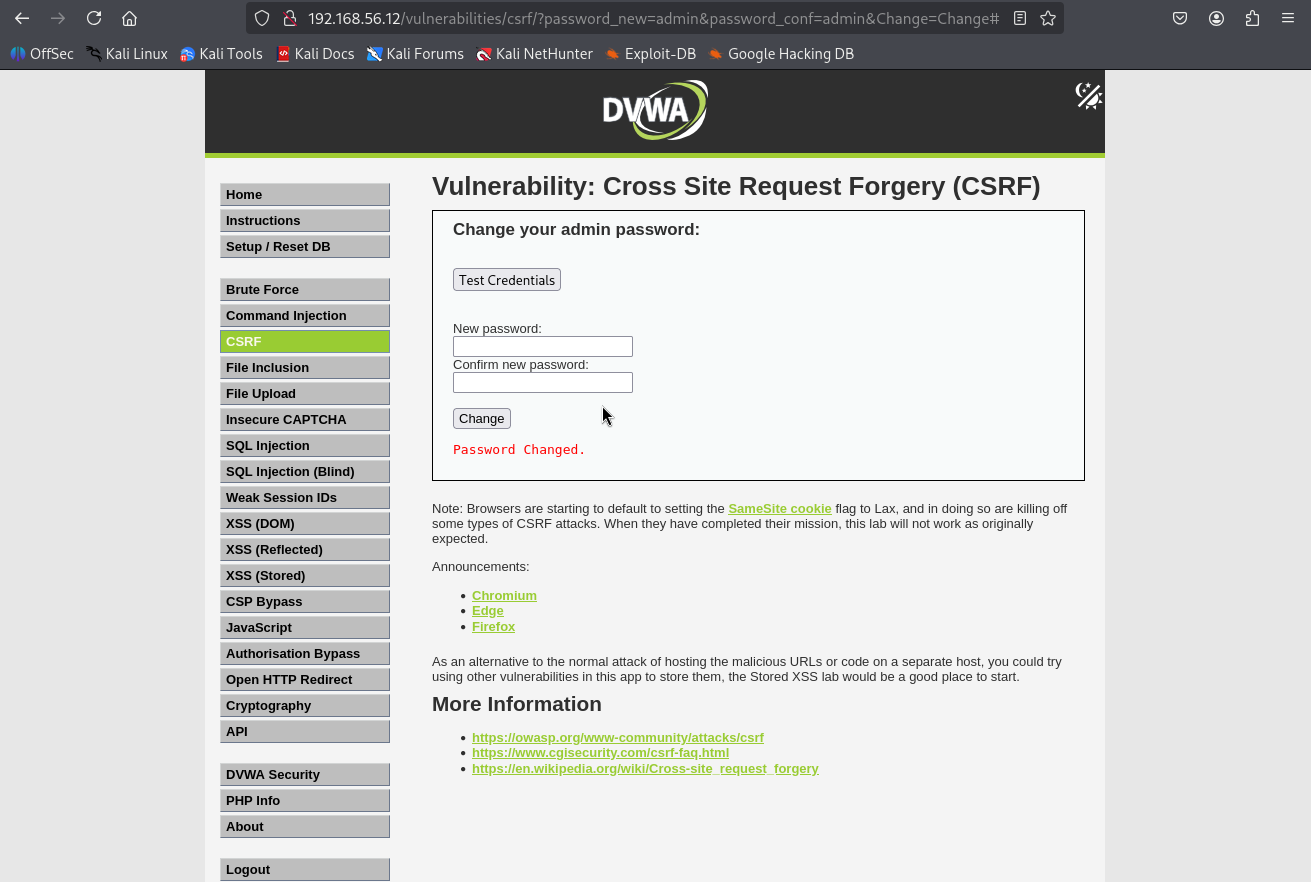 192.168.56.12/vulnerabilities/csrf/?password_new=admin&password_conf=admin&Change=Change#
OffSec Kali Linux Kali Tools Kali Docs Kali Forums Kali NetHunter Exploit-DB Google Hacking DB
DVWA
Home
Instructions
Setup / Reset DB
Brute Force
Command Injection
CSRF
File Inclusion
File Upload
Insecure CAPTCHA
SQL Injection
SQL Injection (Blind)
Weak Session IDs
XSS (DOM)
XSS (Reflected)
XSS (Stored)
CSP Bypass
JavaScript
Authorisation Bypass
Open HTTP Redirect
Cryptography
API
DVWA Security
PHP Info
About
Logout
Vulnerability: Cross Site Request Forgery (CSRF)
Change your admin password:
Test Credentials
New password:
Confirm new password:
Change
Password Changed.
Note: Browsers are starting to default to setting the SameSite cookie flag to Lax, and in doing so are killing off
some types of CSRF attacks. When they have completed their mission, this lab will not work as originally
expected.
Announcements:
• Chromium
• Edge
• Firefox
As an alternative to the normal attack of hosting the malicious URLs or code on a separate host, you could try
using other vulnerabilities in this app to store them, the Stored XSS lab would be a good place to start.
More Information
• https://owasp.org/www-community/attacks/csrf
• https://www.cgisecurity.com/csrf-faq.html
• https://en.wikipedia.org/wiki/Cross-site_request_forgery